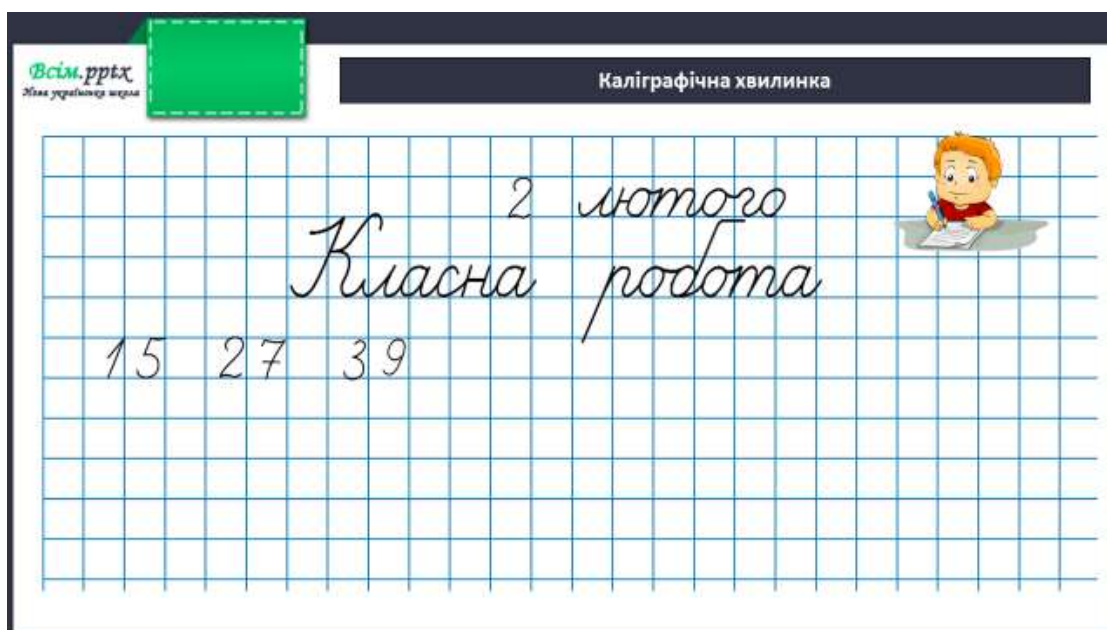 Всім.pptx
Нова українська школа
Каліграфічна хвилинка
2 лютого
Класна робота
15 27 39